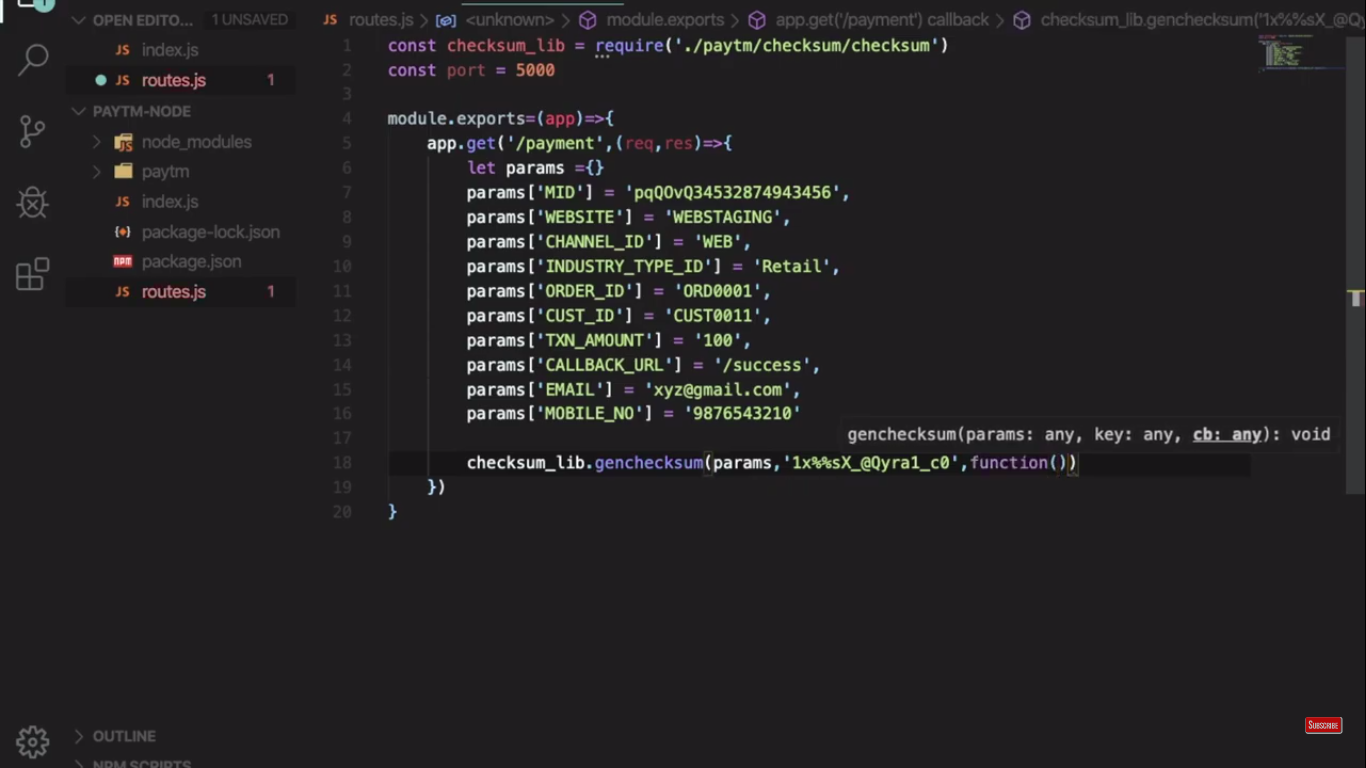 1
OPEN EDITO... 1 UNSAVED
JS index.js
JS routes.js 1
PAYTM-NODE
node_modules
paytm
JS index.js
package-lock.json
npm package.json
JS routes.js 1
OUTLINE
NPM SCRIPTS
JS routes.js > <unknown> > module.exports > app.get('/payment') callback > checksum_lib.genchecksum('1x%%sX_@Q
1 const checksum_lib = require('./paytm/checksum/checksum')
2 const port = 5000
3
4 module.exports=(app)=>{
5 app.get('/payment',(req,res)=>{
6 let params ={}
7 params['MID'] = 'pqQOvQ34532874943456',
8 params['WEBSITE'] = 'WEBSTAGING',
9 params['CHANNEL_ID'] = 'WEB',
10 params['INDUSTRY_TYPE_ID'] = 'Retail',
11 params['ORDER_ID'] = 'ORD0001',
12 params['CUST_ID'] = 'CUST0011',
13 params['TXN_AMOUNT'] = '100',
14 params['CALLBACK_URL'] = '/success',
15 params['EMAIL'] = 'xyz@gmail.com',
16 params['MOBILE_NO'] = '9876543210'
17
genchecksum(params: any, key: any, cb: any): void
18 checksum_lib.genchecksum(params,'1x%%sX_@Qyra1_c0',function())
19 })
20 }
SUBSCRIBE